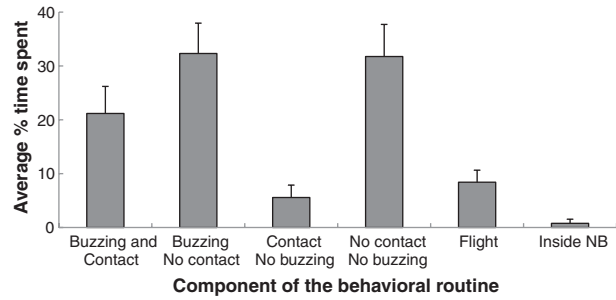 Average % time spent
40
30
20
10
0
Buzzing and
Contact
Buzzing
No contact
Contact
No buzzing
No contact
No buzzing
Flight
Inside NB
Component of the behavioral routine